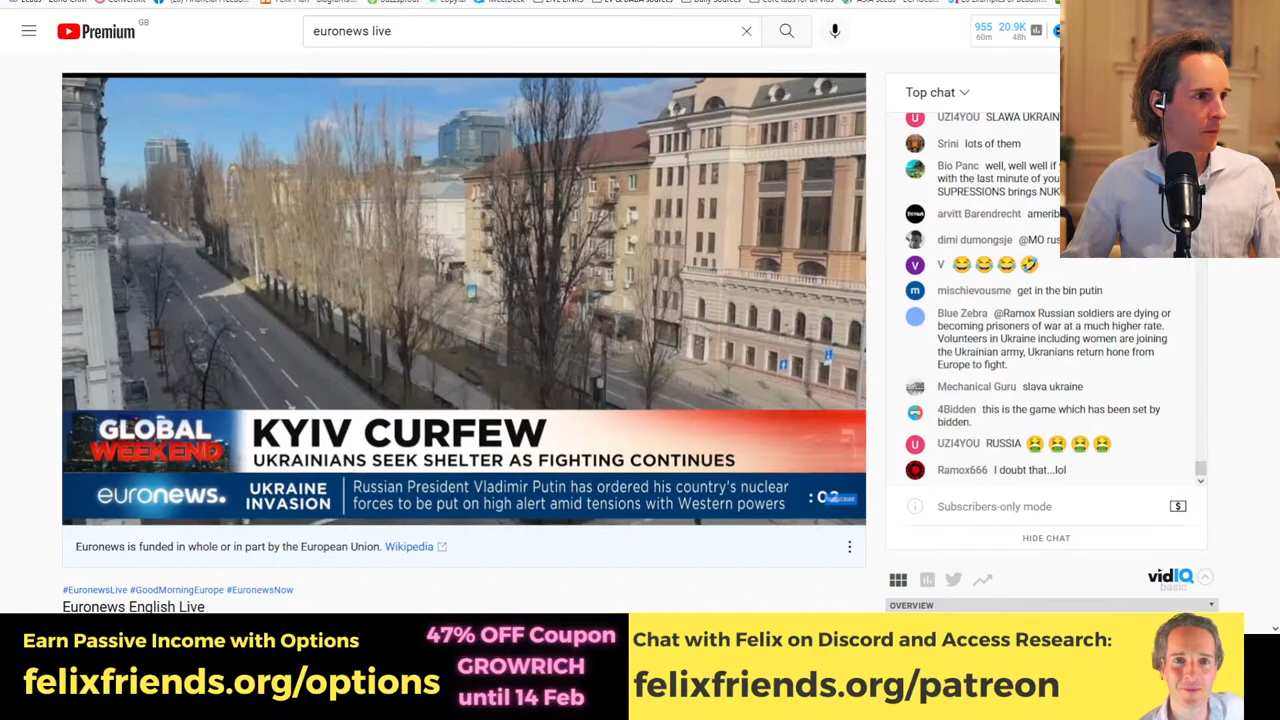 Premium GB
euronews live
955 20.9K
60m 48h
Top chat
UZI4YOU SLAWA UKRAIN
Srini lots of them
Bio Panc well, well well if
with the last minute of you
SUPRESSIONS brings NUK
arvitt Barendrecht amerib
dimi dumongsje @MO rus
V 😂😂😂🤣
mischievousme get in the bin putin
Blue Zebra @Ramox Russian soldiers are dying or
becoming prisoners of war at a much higher rate.
Volunteers in Ukraine including women are joining
the Ukrainian army, Ukranians return hone from
Europe to fight.
Mechanical Guru slava ukraine
4Bidden this is the game which has been set by
bidden.
UZI4YOU RUSSIA 🤮🤮🤮🤮
Ramox666 I doubt that...lol
Subscribers-only mode
HIDE CHAT
vidIQ
basic
OVERVIEW
GLOBAL
WEEKEND
KYIV CURFEW
UKRAINIANS SEEK SHELTER AS FIGHTING CONTINUES
euronews.
UKRAINE
INVASION
Russian President Vladimir Putin has ordered his country's nuclear
forces to be put on high alert amid tensions with Western powers
Euronews is funded in whole or in part by the European Union. Wikipedia
#EuronewsLive #GoodMorningEurope #EuronewsNow
Euronews English Live
Earn Passive Income with Options
felixfriends.org/options
47% OFF Coupon
GROWRICH
until 14 Feb
Chat with Felix on Discord and Access Research:
felixfriends.org/patreon